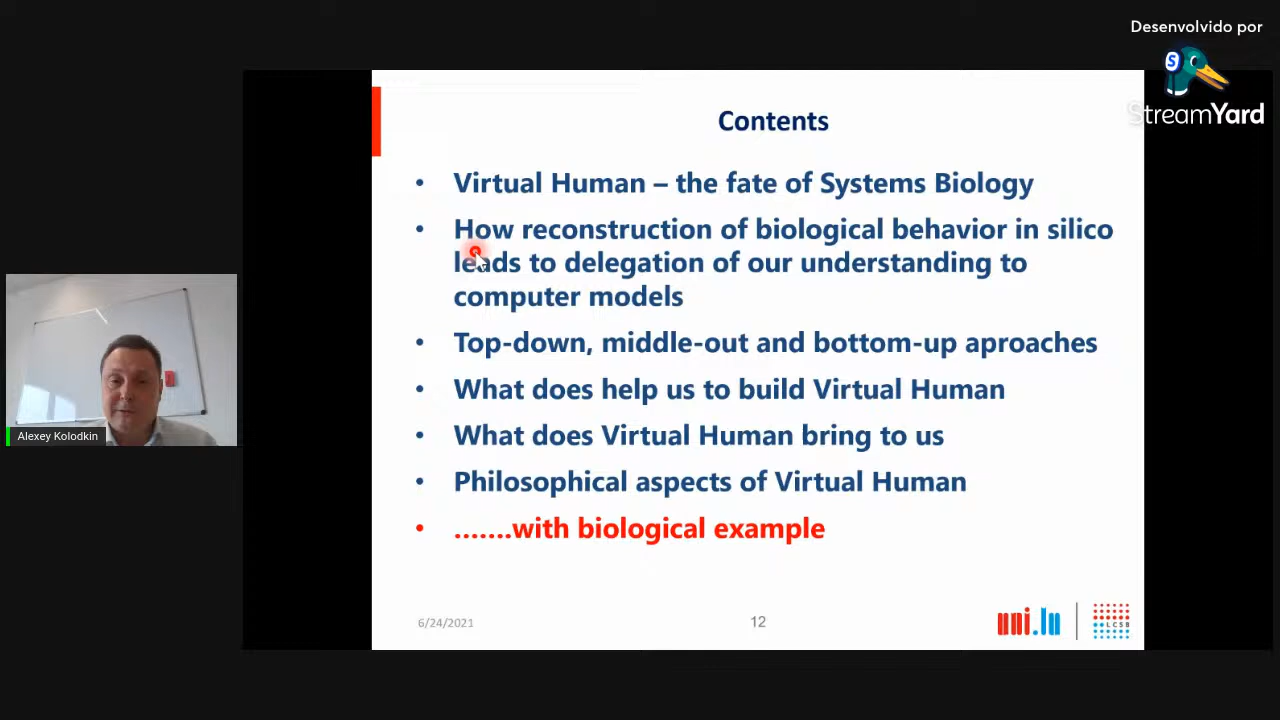 Desenvolvido por
S
StreamYard
Contents
• Virtual Human – the fate of Systems Biology
• How reconstruction of biological behavior in silico
leads to delegation of our understanding to
computer models
• Top-down, middle-out and bottom-up aproaches
• What does help us to build Virtual Human
• What does Virtual Human bring to us
• Philosophical aspects of Virtual Human
• .......with biological example
Alexey Kolodkin
6/24/2021
12
uni.lu
LCSB